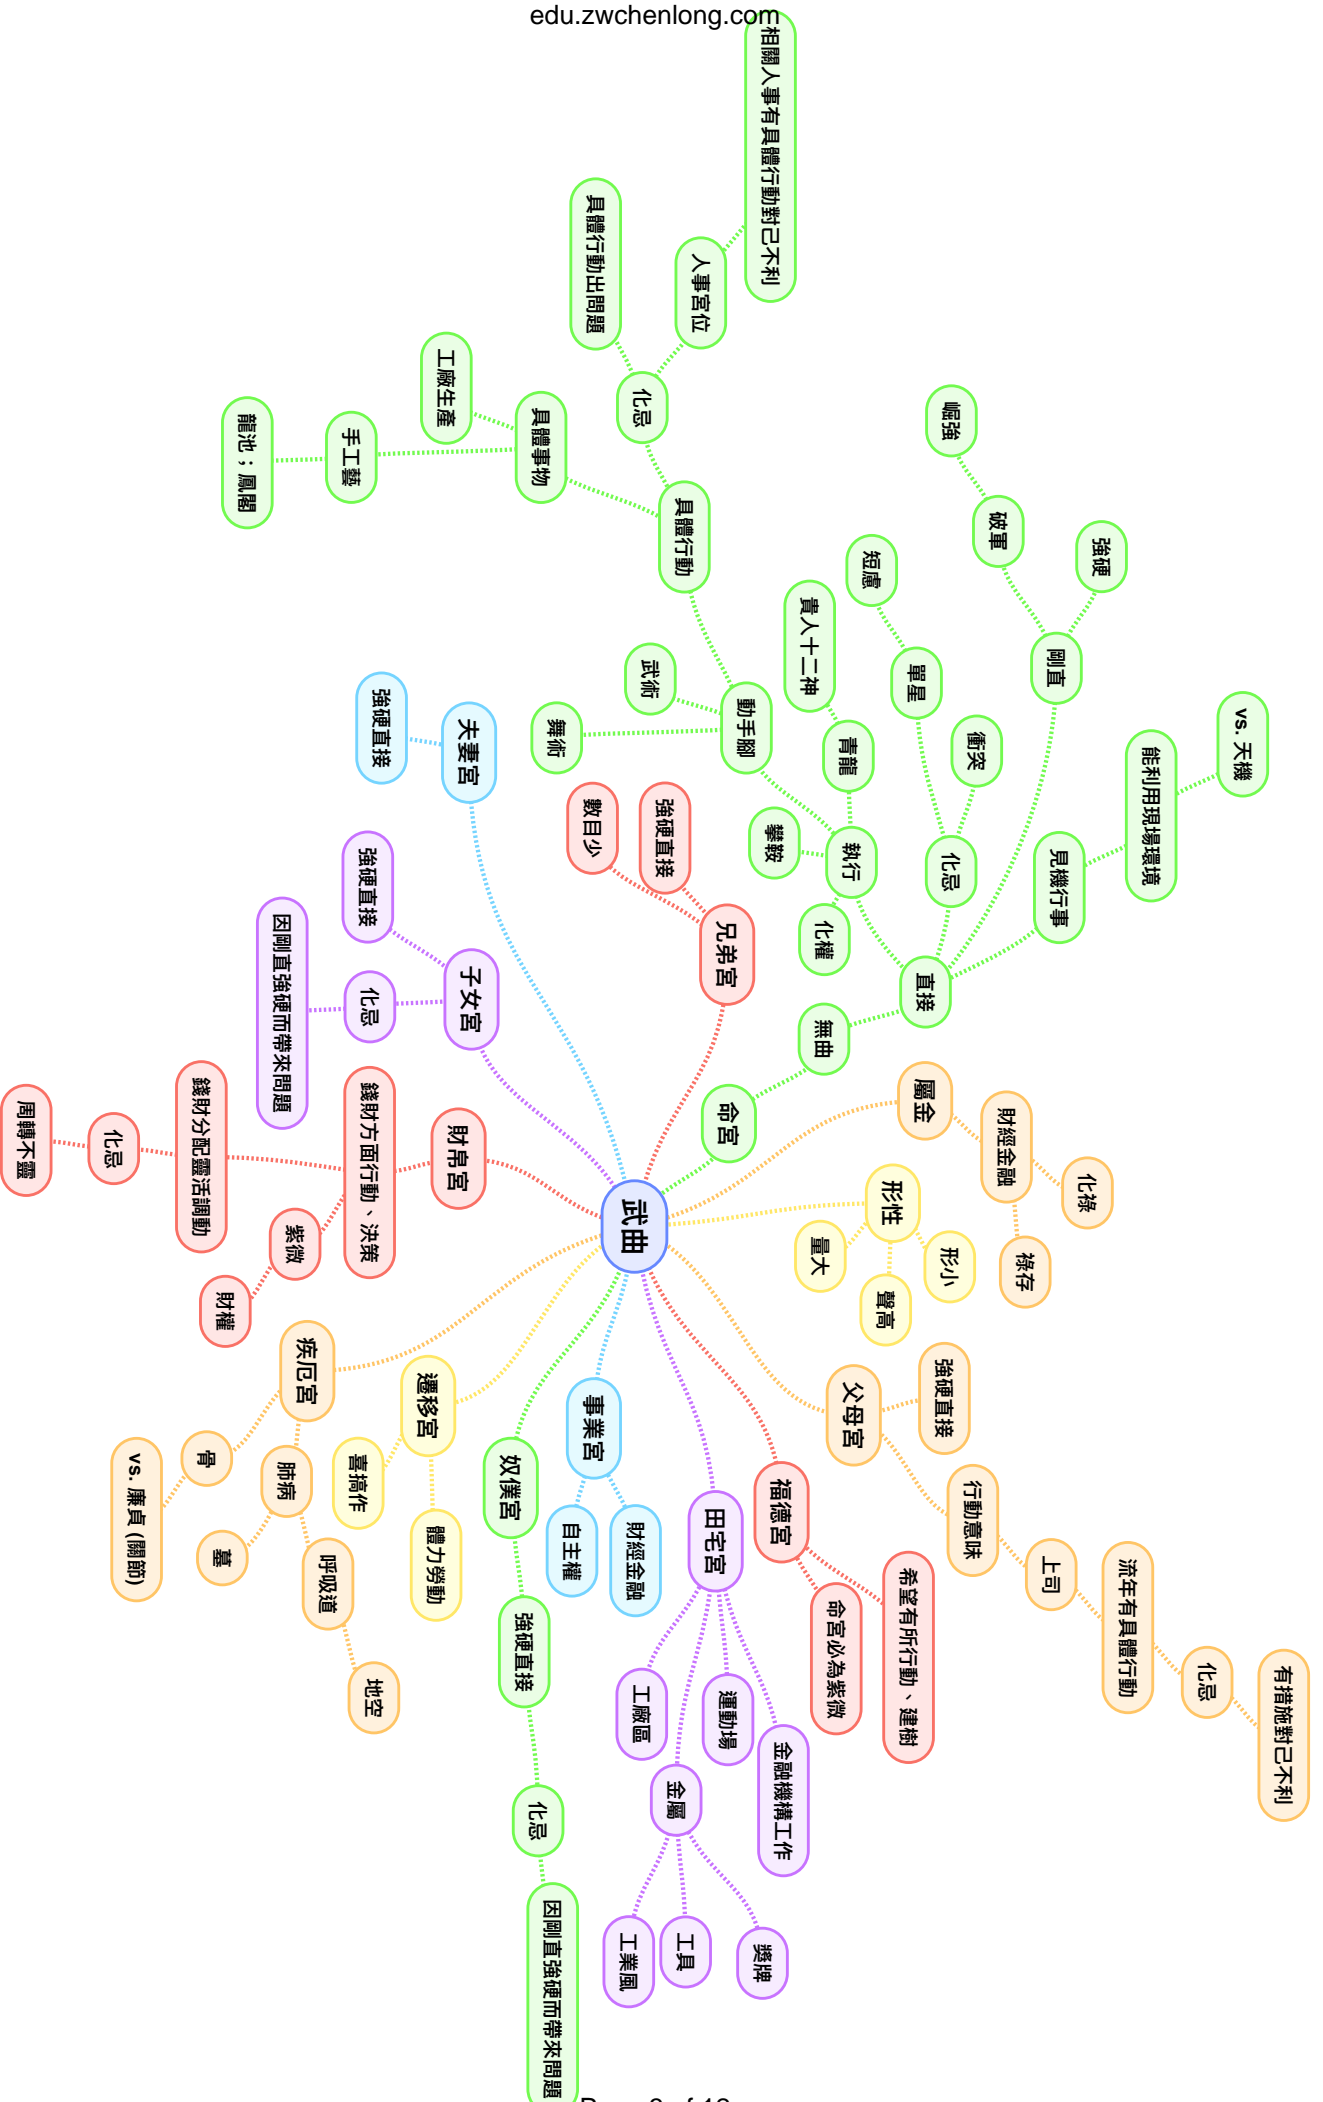 edu.zwchenlong.com
武曲
命宮
無曲
直接
見機行事
能利用現場環境
vs. 天機
剛直
強硬
破軍
崛強
化忌
衝突
單星
短慮
執行
化權
攀鞍
青龍
貴人十二神
動手腳
舞術
武術
具體行動
化忌
人事宮位
相關人事有具體行動對己不利
具體行動出問題
具體事物
工廠生產
手工藝
龍池；鳳閣
兄弟宮
強硬直接
數目少
夫妻宮
強硬直接
子女宮
強硬直接
化忌
因剛直強硬而帶來問題
財帛宮
錢財方面行動、決策
錢財分配靈活調動
化忌
周轉不靈
紫微
財權
疾厄宮
骨
vs. 廉貞 (關節)
肺病
墓
呼吸道
地空
遷移宮
喜搞作
體力勞動
奴僕宮
強硬直接
化忌
因剛直強硬而帶來問題
事業宮
自主權
財經金融
田宅宮
工廠區
金屬
工業風
工具
獎牌
運動場
金融機構工作
福德宮
命宮必為紫微
希望有所行動、建樹
父母宮
強硬直接
行動意味
上司
流年有具體行動
化忌
有措施對己不利
形性
形小
聲高
量大
屬金
財經金融
化祿
祿存